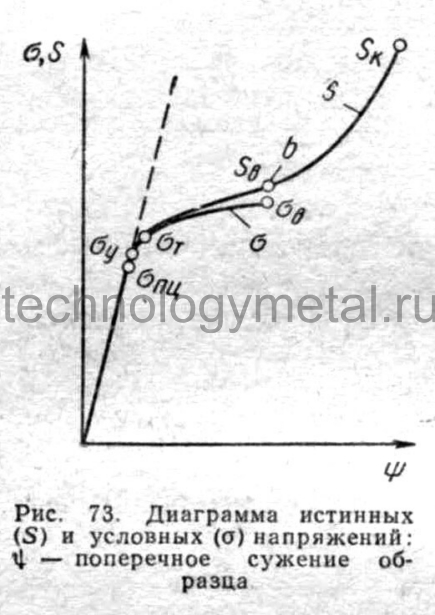 σ, S
Sк
S
b
Sв
σв
σ
σу
σт
σпц
technologymetal.ru
ψ
Рис. 73. Диаграмма истинных
(S) и условных (σ) напряжений:
ψ — поперечное сужение об-
разца